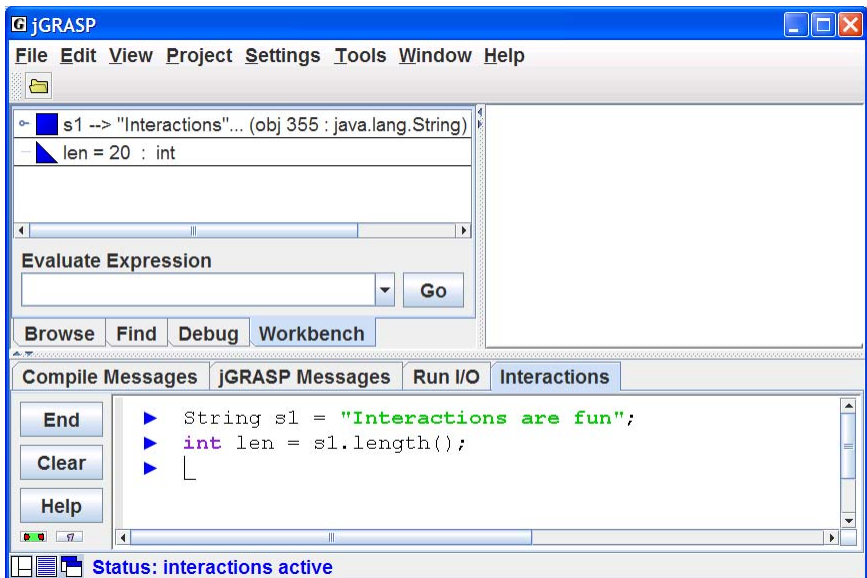 jGRASP
File Edit View Project Settings Tools Window Help
s1 --> "Interactions"... (obj 355 : java.lang.String)
len = 20 : int
Evaluate Expression
Go
Browse Find Debug Workbench
Compile Messages jGRASP Messages Run I/O Interactions
End
Clear
Help
String s1 = "Interactions are fun";
int len = s1.length();
Status: interactions active